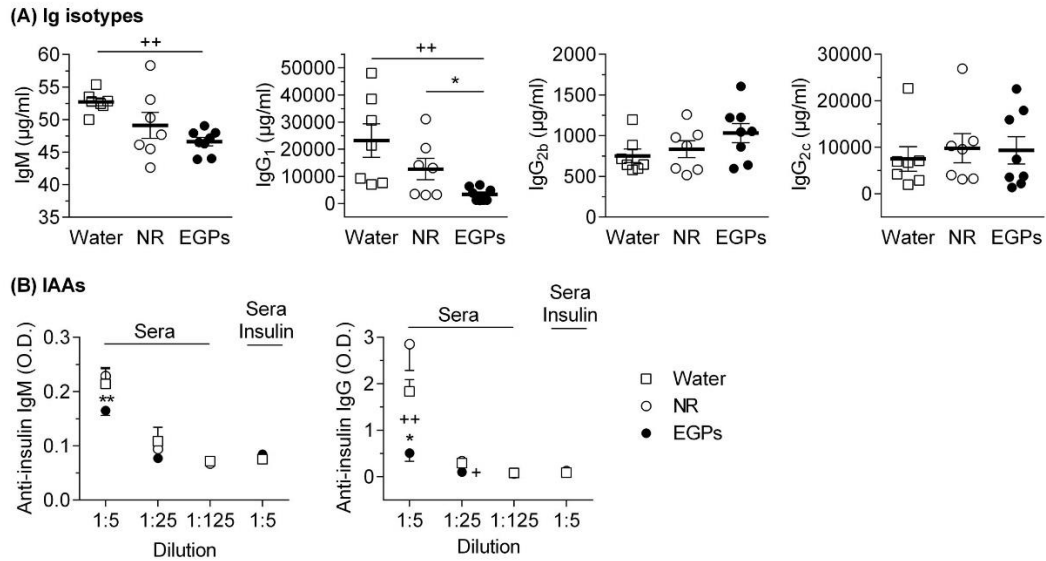 (A) Ig isotypes
++
60
55
50
45
40
35
IgM (µg/ml)
Water NR EGPs
++
*
50000
40000
30000
20000
10000
0
IgG1 (µg/ml)
Water NR EGPs
2000
1500
1000
500
0
IgG2b (µg/ml)
Water NR EGPs
30000
20000
10000
0
IgG2c (µg/ml)
Water NR EGPs
(B) IAAs
Sera
Sera
Insulin
0.3
0.2
0.1
0.0
Anti-insulin IgM (O.D.)
**
1:5 1:25 1:125 1:5
Dilution
Sera
Sera
Insulin
3
2
1
0
Anti-insulin IgG (O.D.)
++
*
+
1:5 1:25 1:125 1:5
Dilution
Water
NR
EGPs